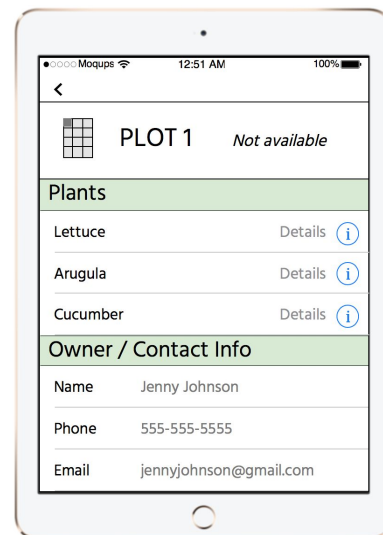 Moqups 12:51 AM 100%
PLOT 1 Not available
Plants
Lettuce Details i
Arugula Details i
Cucumber Details i
Owner / Contact Info
Name Jenny Johnson
Phone 555-555-5555
Email jennyjohnson@gmail.com